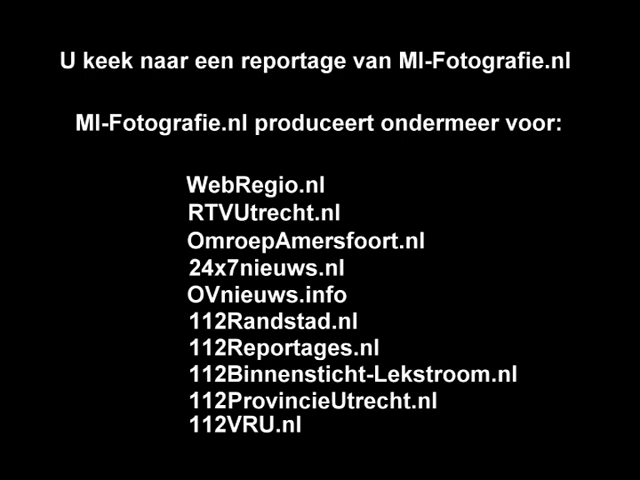 U keek naar een reportage van MI-Fotografie.nl
MI-Fotografie.nl produceert ondermeer voor:
WebRegio.nl
RTVUtrecht.nl
OmroepAmersfoort.nl
24x7nieuws.nl
OVnieuws.info
112Randstad.nl
112Reportages.nl
112Binnensticht-Lekstroom.nl
112ProvincieUtrecht.nl
112VRU.nl